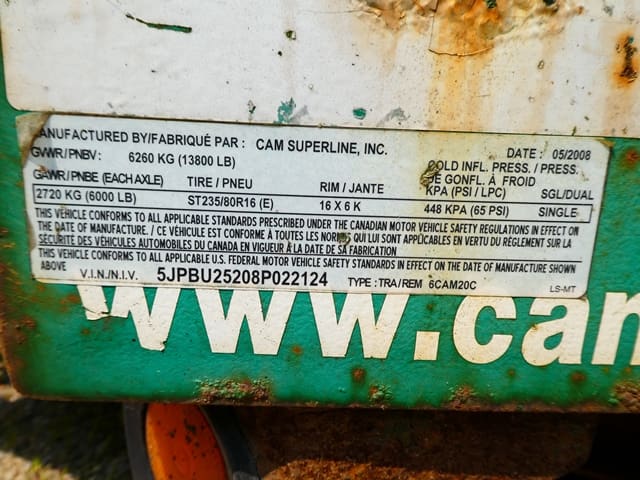 MANUFACTURED BY/FABRIQUÉ PAR : CAM SUPERLINE, INC. DATE : 05/2008
GVWR/PNBV : 6260 KG (13800 LB) COLD INFL. PRESS./PRESS.
GAWR/PNBE (EACH AXLE) TIRE / PNEU RIM / JANTE DE GONFL. À FROID
KPA (PSI / LPC) SGL/DUAL
2720 KG (6000 LB) ST235/80R16 (E) 16 X 6 K 448 KPA (65 PSI) SINGLE
THIS VEHICLE CONFORMS TO ALL APPLICABLE STANDARDS PRESCRIBED UNDER THE CANADIAN MOTOR VEHICLE SAFETY REGULATIONS IN EFFECT ON
THE DATE OF MANUFACTURE. / CE VÉHICULE EST CONFORME À TOUTES LES NORMES QUI LUI SONT APPLICABLES EN VERTU DU RÈGLEMENT SUR LA
SÉCURITE DES VÉHICULES AUTOMOBILES DU CANADA EN VIGUEUR À LA DATE DE SA FABRICATION
THIS VEHICLE CONFORMS TO ALL APPLICABLE U.S. FEDERAL MOTOR VEHICLE SAFETY STANDARDS IN EFFECT ON THE DATE OF MANUFACTURE SHOWN
ABOVE
V.I.N./N.I.V. 5JPBU25208P022124 TYPE : TRA/REM 6CAM20C LS-MT
www.cam